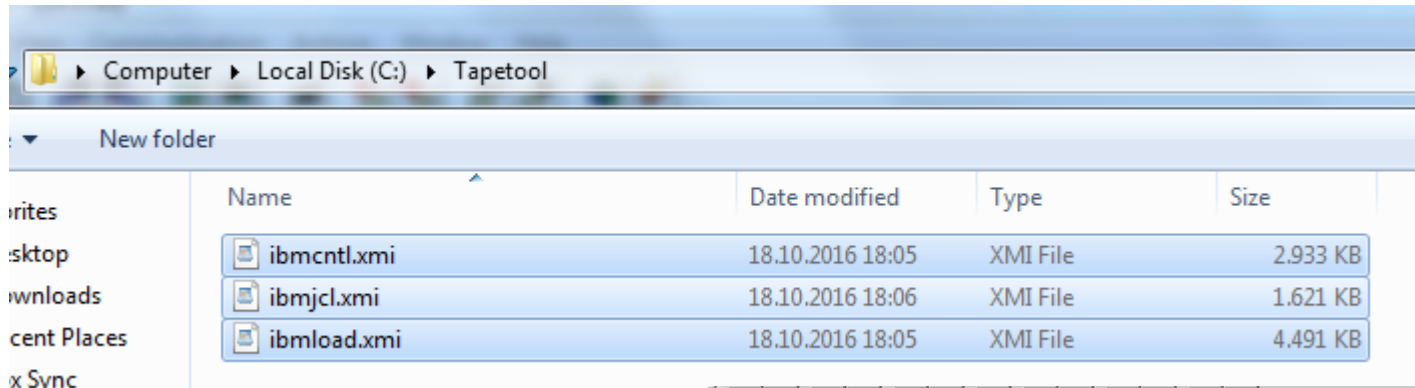 Computer Local Disk (C:) Tapetool
New folder
Name Date modified Type Size
ibmcntl.xmi 18.10.2016 18:05 XMI File 2.933 KB
ibmjcl.xmi 18.10.2016 18:06 XMI File 1.621 KB
ibmload.xmi 18.10.2016 18:05 XMI File 4.491 KB
orites
esktop
ownloads
cent Places
ox Sync